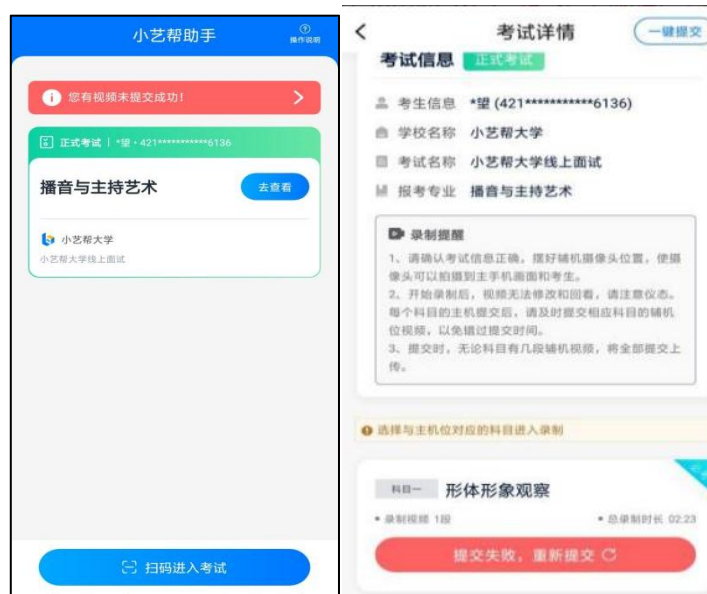 小艺帮助手
操作说明
您有视频未提交成功！
正式考试 | *望·421***********6136
播音与主持艺术
去查看
小艺帮大学
小艺帮大学线上面试
扫码进入考试
考试详情
一键提交
考试信息 正式考试
考生信息 *望 (421***********6136)
学校名称 小艺帮大学
考试名称 小艺帮大学线上面试
报考专业 播音与主持艺术
录制提醒
1、请确认考试信息正确，摆好辅机摄像头位置，使摄
像头可以拍摄到主手机画面和考生。
2、开始录制后，视频无法修改和回看，请注意仪态。
每个科目的主机提交后，请及时提交相应科目的辅机
位视频，以免错过提交时间。
3、提交时，无论科目有几段辅机视频，将全部提交上
传。
选择与主机位对应的科目进入录制
科目一 形体形象观察
• 录制视频 1段
• 总录制时长 02.23
提交失败，重新提交